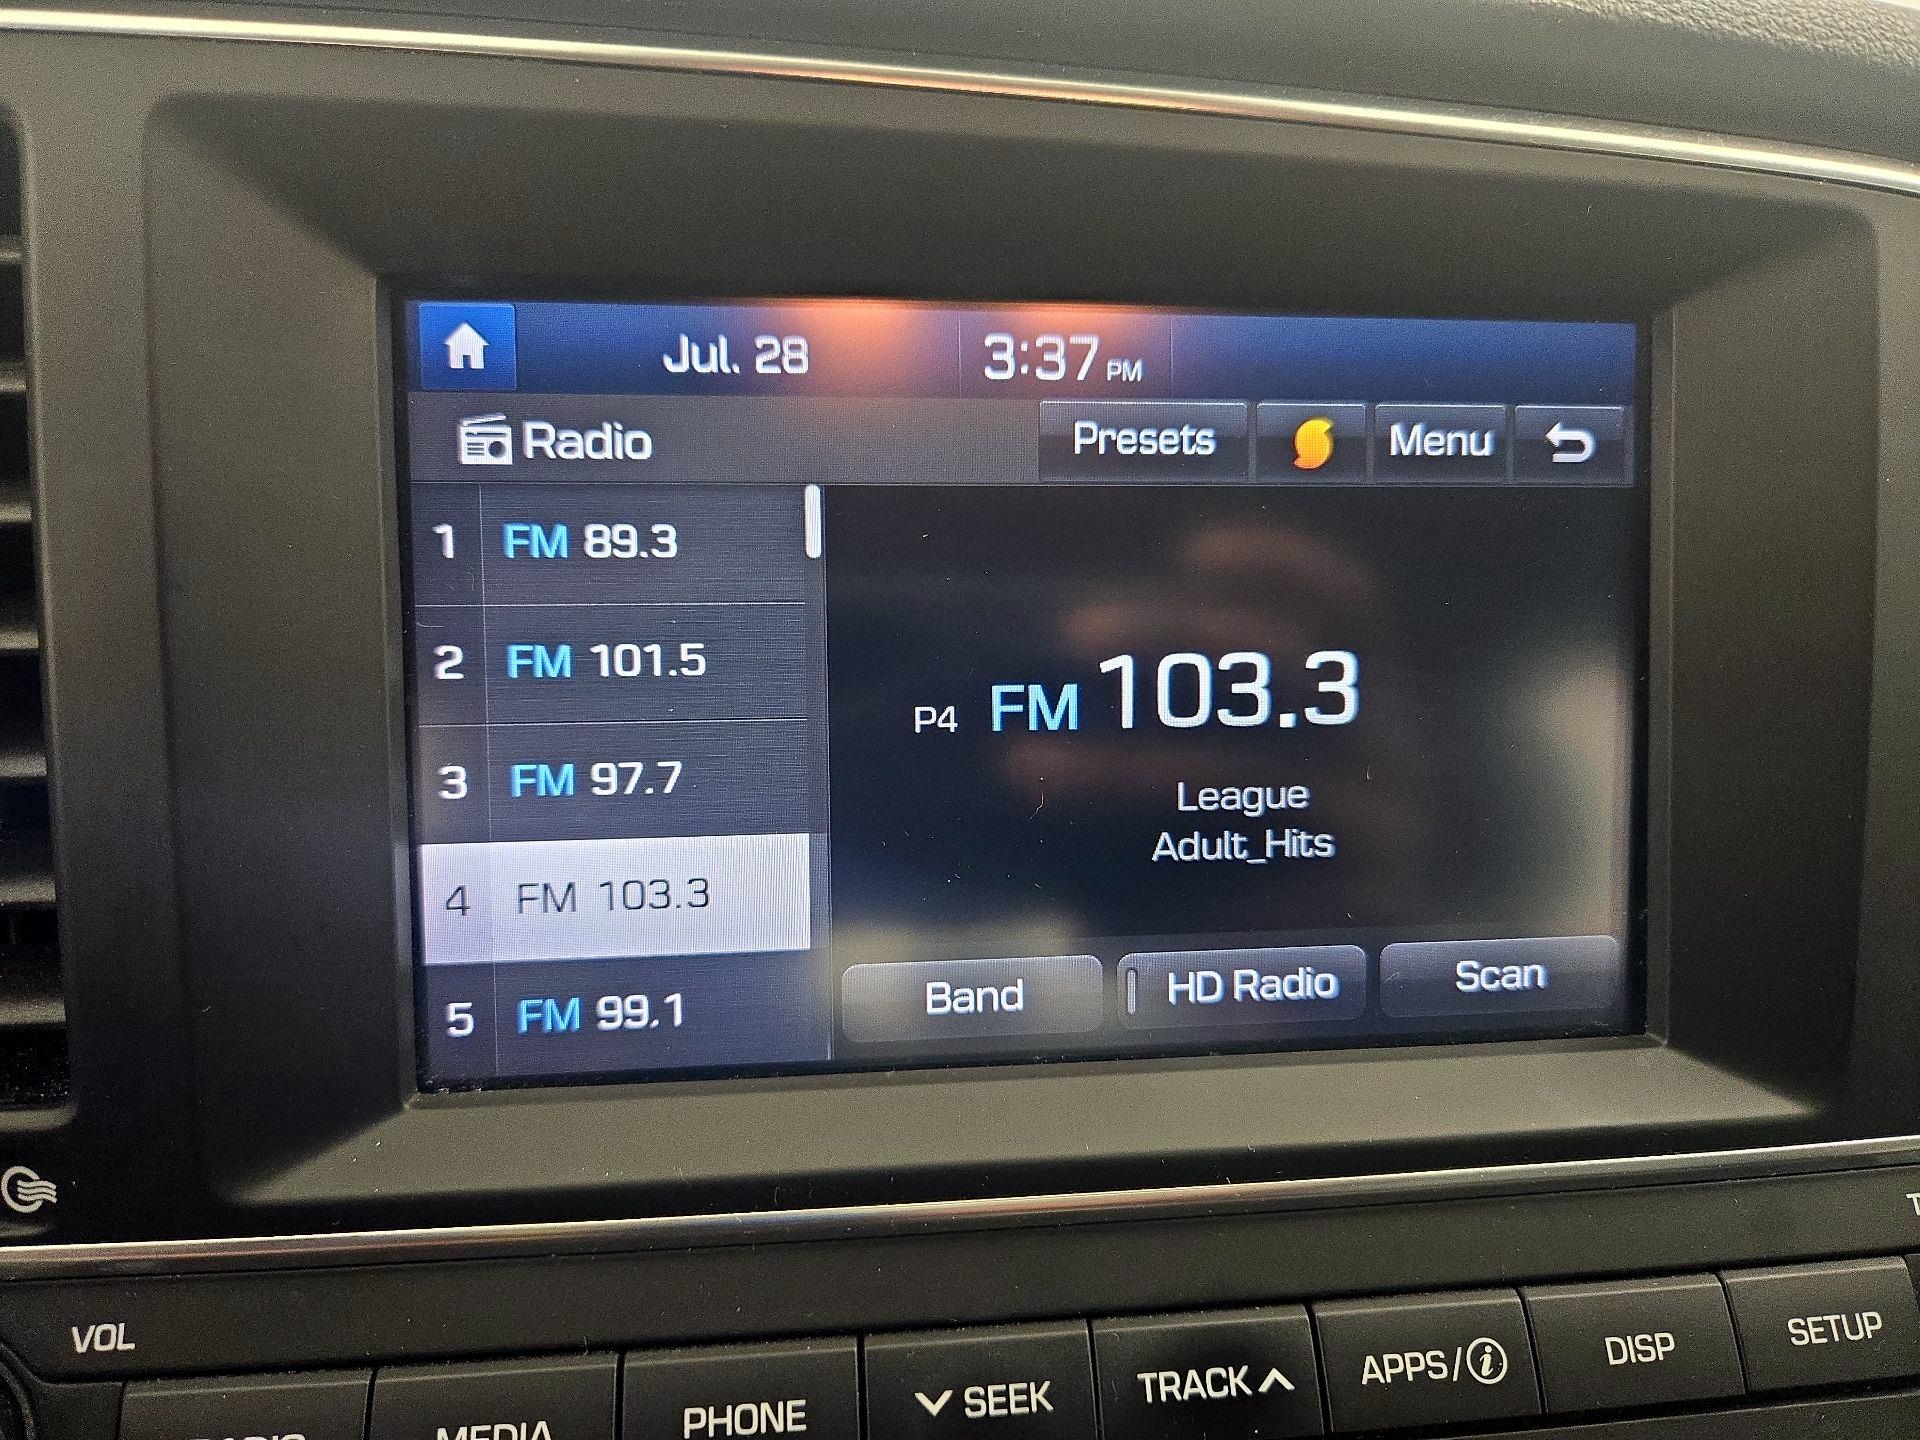 Jul. 28 3:37 PM
Radio Presets Menu
1 FM 89.3
2 FM 101.5
3 FM 97.7
4 FM 103.3
5 FM 99.1
P4 FM 103.3
League
Adult_Hits
Band HD Radio Scan
VOL
MEDIA PHONE SEEK TRACK APPS/i DISP SETUP